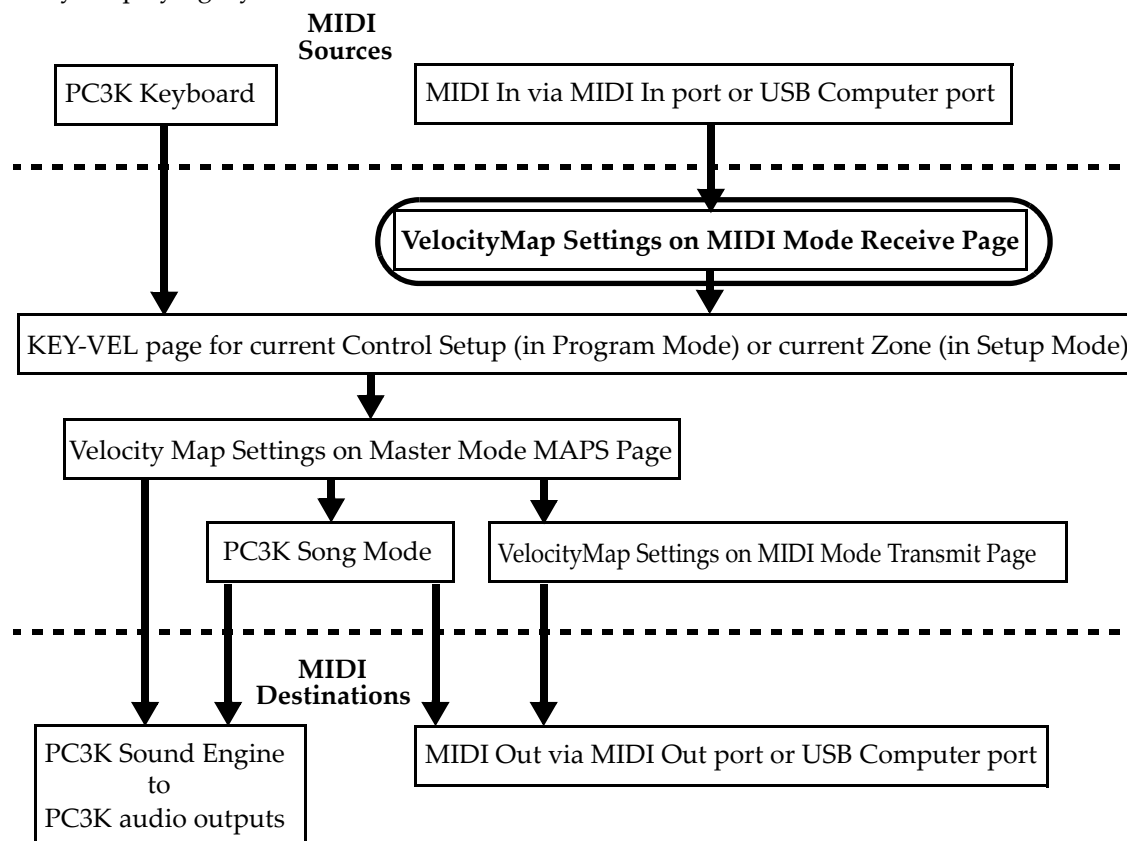 MIDI
Sources
PC3K Keyboard
MIDI In via MIDI In port or USB Computer port
VelocityMap Settings on MIDI Mode Receive Page
KEY-VEL page for current Control Setup (in Program Mode) or current Zone (in Setup Mode)
Velocity Map Settings on Master Mode MAPS Page
PC3K Song Mode
VelocityMap Settings on MIDI Mode Transmit Page
MIDI
Destinations
PC3K Sound Engine
to
PC3K audio outputs
MIDI Out via MIDI Out port or USB Computer port